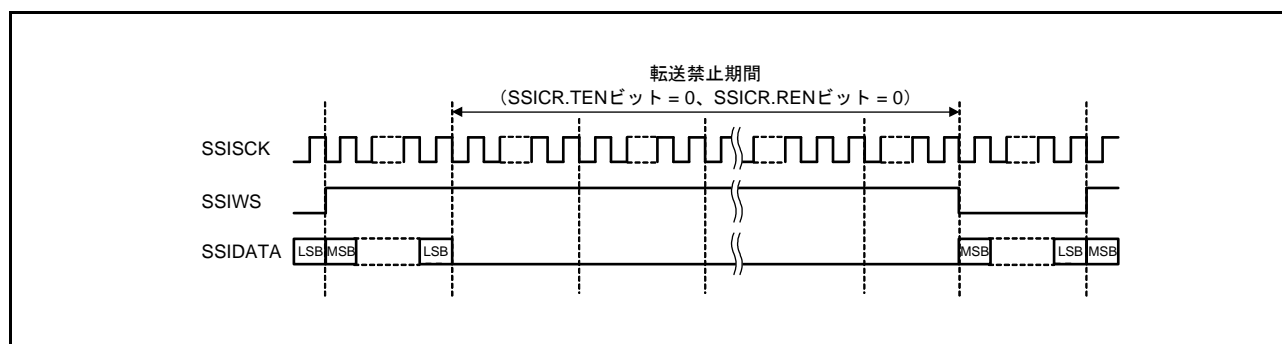 転送禁止期間
（SSICR.TENビット = 0、SSICR.RENビット = 0）
SSISCK
SSIWS
SSIDATA LSB MSB LSB MSB LSB MSB